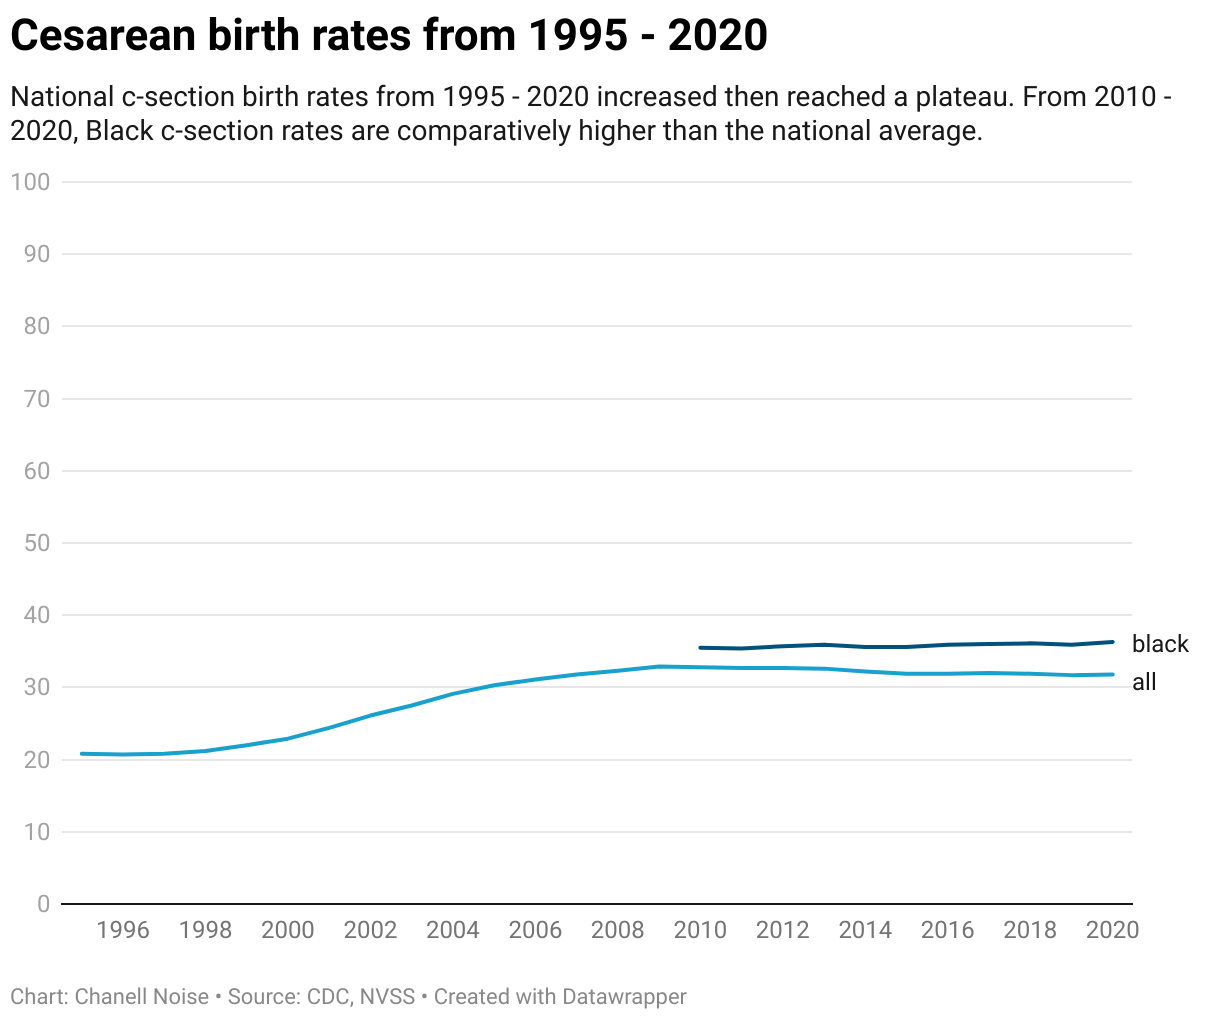 Cesarean birth rates from 1995 - 2020
National c-section birth rates from 1995 - 2020 increased then reached a plateau. From 2010 -
2020, Black c-section rates are comparatively higher than the national average.
100
90
80
70
60
50
40
black
30
all
20
10
0
1996 1998 2000 2002 2004 2006 2008 2010 2012 2014 2016 2018 2020
Chart: Chanell Noise • Source: CDC, NVSS • Created with Datawrapper